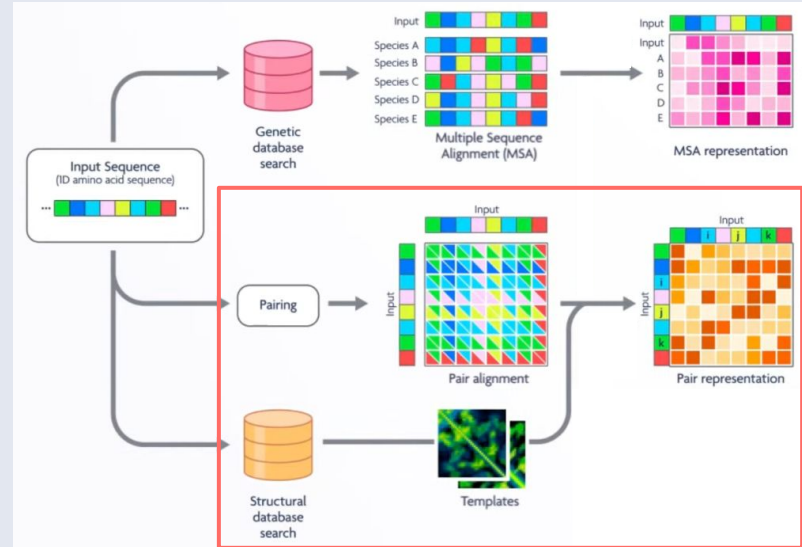 Input
Species A
Species B
Species C
Species D
Species E
Multiple Sequence
Alignment (MSA)
Genetic
database
search
Input
Input
A
B
C
D
E
MSA representation
Input Sequence
(1D amino acid sequence)
... ...
Pairing
Input
Input
Pair alignment
Input
i j k
Input
i
j
k
Pair representation
Structural
database
search
Templates